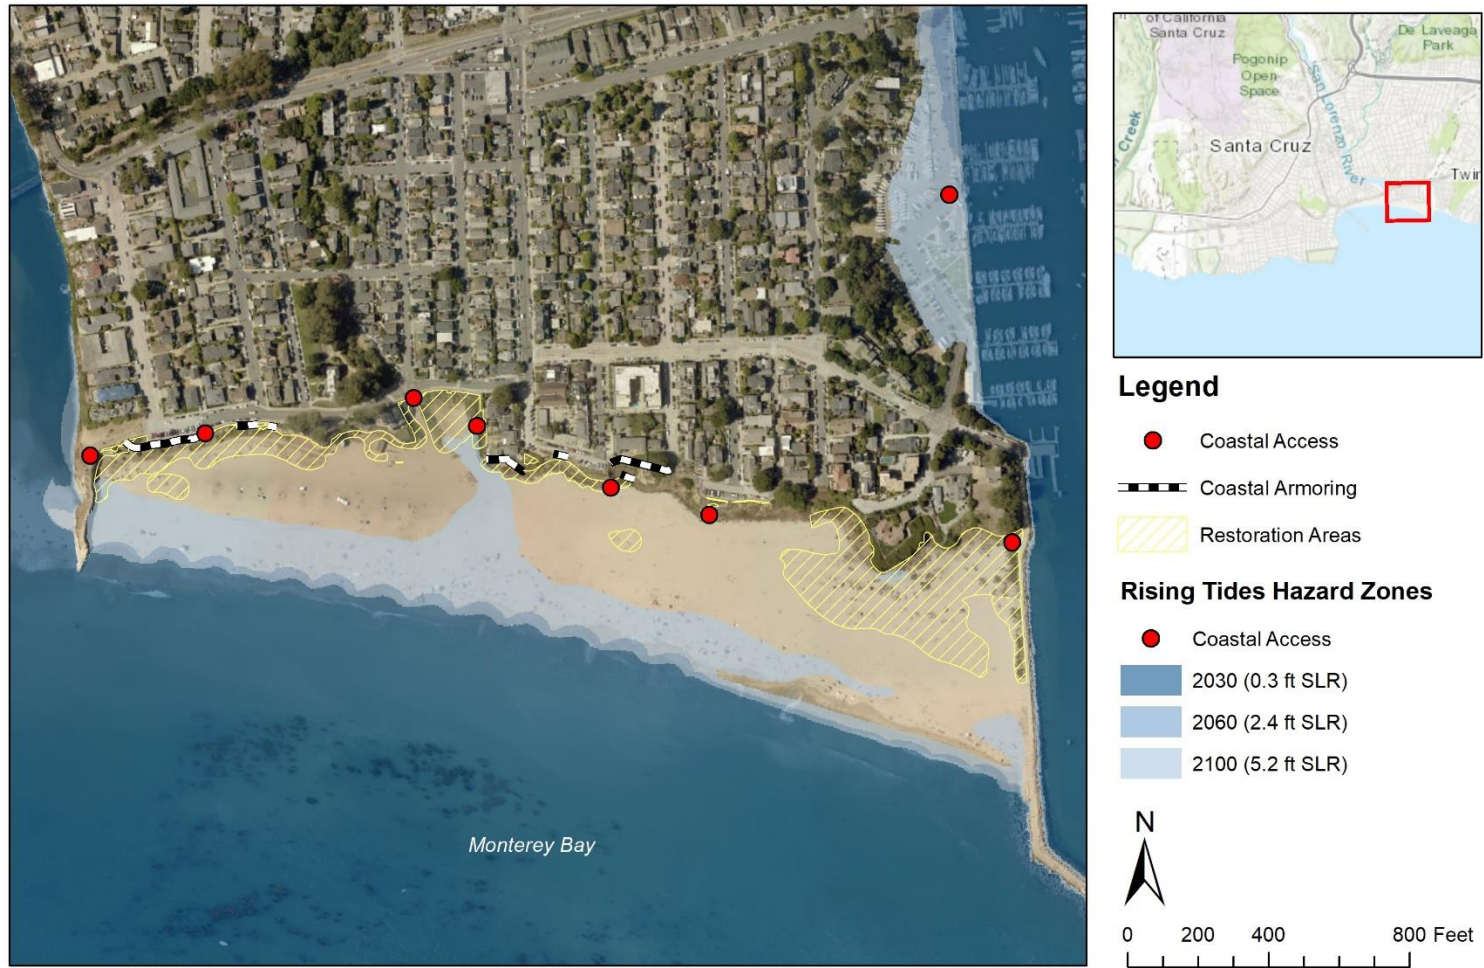 of California
Santa Cruz
De Laveaga
Park
Pogonip
Open
Space
San Lorenzo River
Creek
Santa Cruz
Twin
Legend
Coastal Access
Coastal Armoring
Restoration Areas
Rising Tides Hazard Zones
Coastal Access
2030 (0.3 ft SLR)
2060 (2.4 ft SLR)
2100 (5.2 ft SLR)
Monterey Bay
N
0 200 400 800 Feet